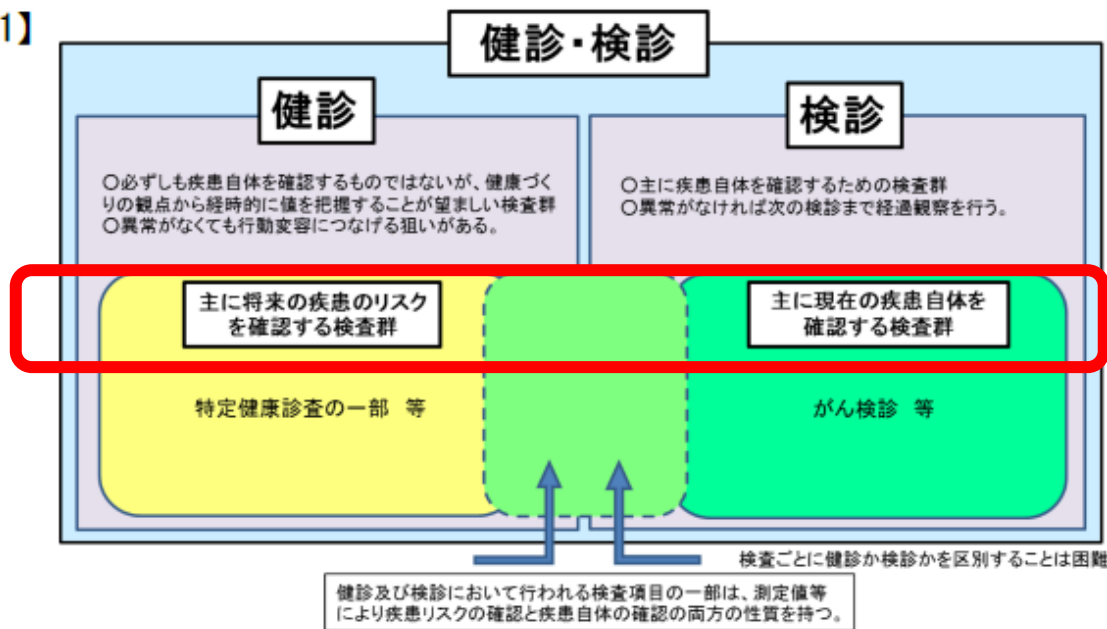 1】
健診・検診
健診
○必ずしも疾患自体を確認するものではないが、健康づく
りの観点から経時的に値を把握することが望ましい検査群
○異常がなくても行動変容につなげる狙いがある。
検診
○主に疾患自体を確認するための検査群
○異常がなければ次の検診まで経過観察を行う。
主に将来の疾患のリスク
を確認する検査群
主に現在の疾患自体を
確認する検査群
特定健康診査の一部 等
がん検診 等
検査ごとに健診か検診かを区別することは困難
健診及び検診において行われる検査項目の一部は、測定値等
により疾患リスクの確認と疾患自体の確認の両方の性質を持つ。